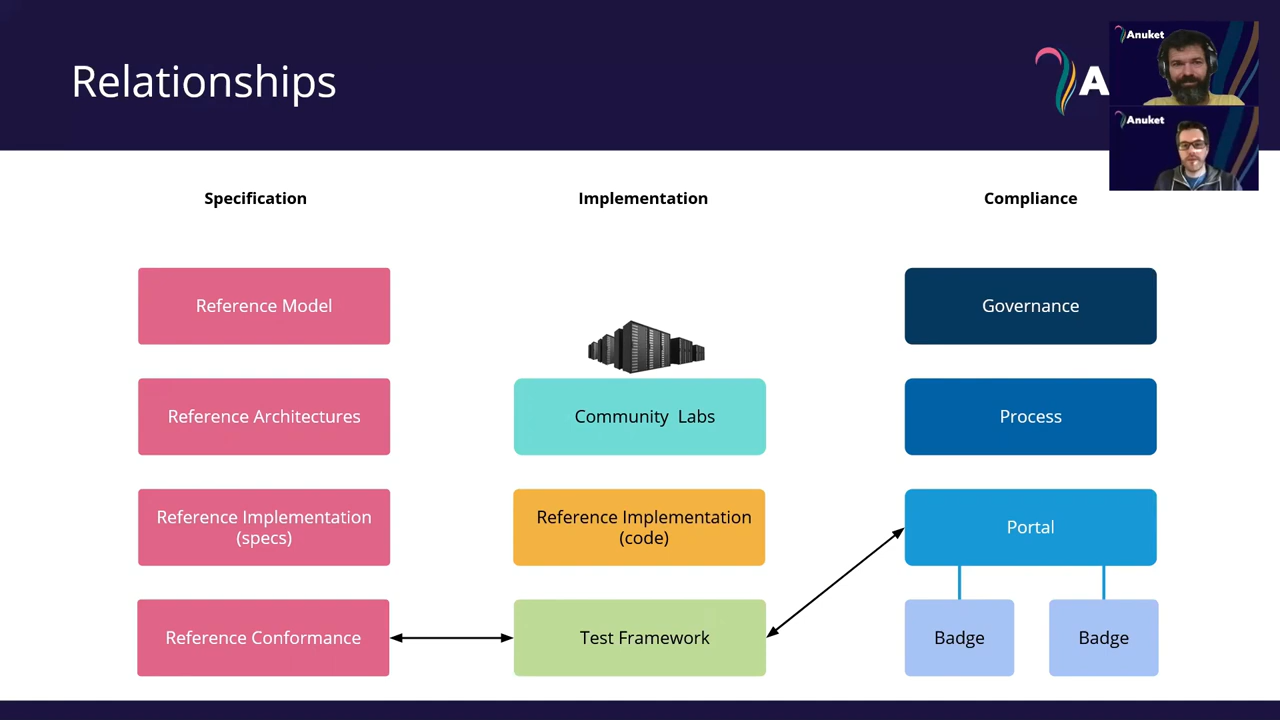 Relationships
A
Anuket
Anuket
Specification
Implementation
Compliance
Reference Model
Governance
Reference Architectures
Community Labs
Process
Reference Implementation
(specs)
Reference Implementation
(code)
Portal
Reference Conformance
Test Framework
Badge
Badge